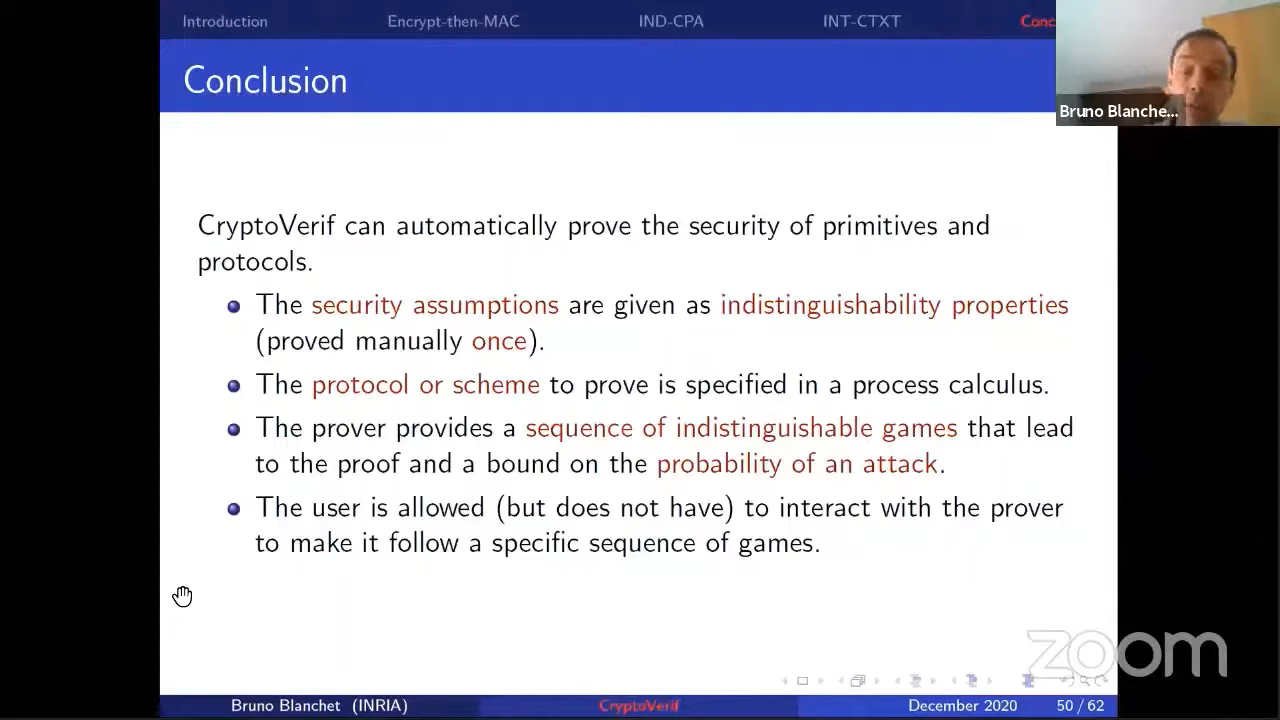 Introduction Encrypt-then-MAC IND-CPA INT-CTXT Conc
Conclusion
Bruno Blanche...
CryptoVerif can automatically prove the security of primitives and
protocols.
The security assumptions are given as indistinguishability properties
(proved manually once).
The protocol or scheme to prove is specified in a process calculus.
The prover provides a sequence of indistinguishable games that lead
to the proof and a bound on the probability of an attack.
The user is allowed (but does not have) to interact with the prover
to make it follow a specific sequence of games.
zoom
Bruno Blanchet (INRIA) CryptoVerif December 2020 50 / 62